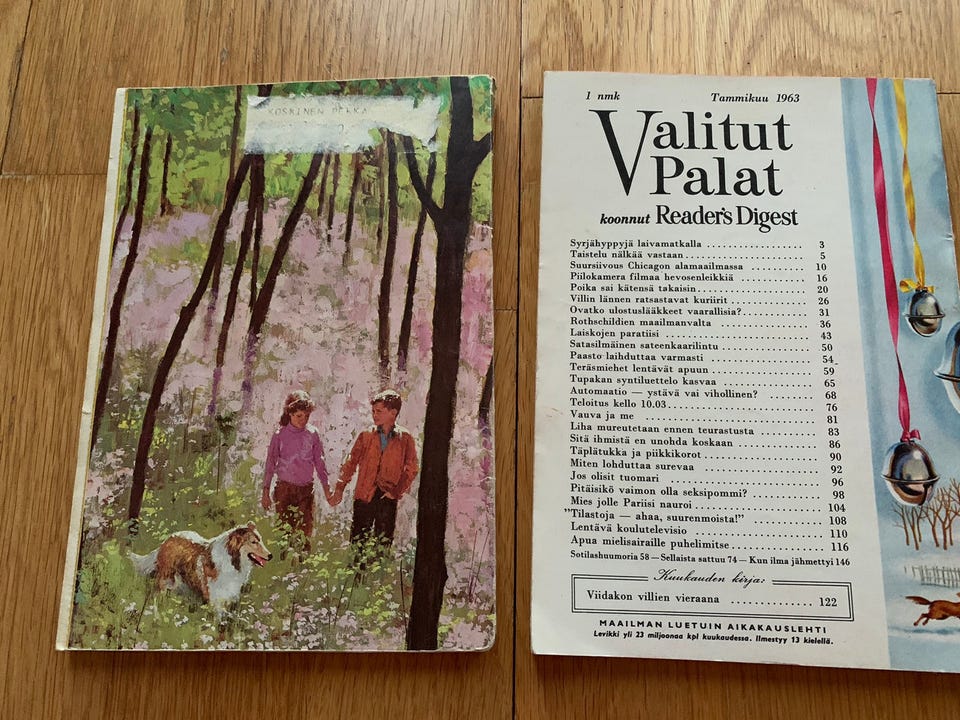 KOSKINEN PEKKA
1 nmk Tammikuu 1963
Valitut
Palat
koonnut Reader's Digest
Syrjähyppyjä laivamatkalla .................. 3
Taistelu nälkää vastaan ..................... 5
Suursiivous Chicagon alamaailmassa .......... 10
Piilokamera filmaa hevosenleikkiä ........... 16
Poika sai kätensä takaisin .................. 20
Villin lännen ratsastavat kuriirit .......... 26
Ovatko ulostuslääkkeet vaarallisia? ......... 31
Rothschildien maailmanvalta ................. 36
Laiskojen paratiisi ......................... 43
Satasilmäinen sateenkaarilintu .............. 50
Paasto laihduttaa varmasti .................. 54
Teräsmiehet lentävät apuun .................. 59
Tupakan syntiluettelo kasvaa ................ 65
Automaatio — ystävä vai vihollinen? ......... 68
Teloitus kello 10.03 ........................ 76
Vauva ja me ................................. 81
Liha mureutetaan ennen teurastusta .......... 83
Sitä ihmistä en unohda koskaan .............. 86
Täplätukka ja piikkikorot ................... 90
Miten lohduttaa surevaa ..................... 92
Jos olisit tuomari .......................... 96
Pitäisikö vaimon olla seksipommi? ........... 98
Mies jolle Pariisi nauroi ................... 104
"Tilastoja — ahaa, suurenmoista!" ........... 108
Lentävä koulutelevisio ...................... 110
Apua mielisairaille puhelimitse ............. 116
Sotilashuumoria 58 — Sellaista sattuu 74 — Kun ilma jähmettyi 146
Kuukauden kirja:
Viidakon villien vieraana .............. 122
MAAILMAN LUETUIN AIKAKAUSLEHTI
Levikki yli 23 miljoonaa kpl kuukaudessa. Ilmestyy 13 kielellä.